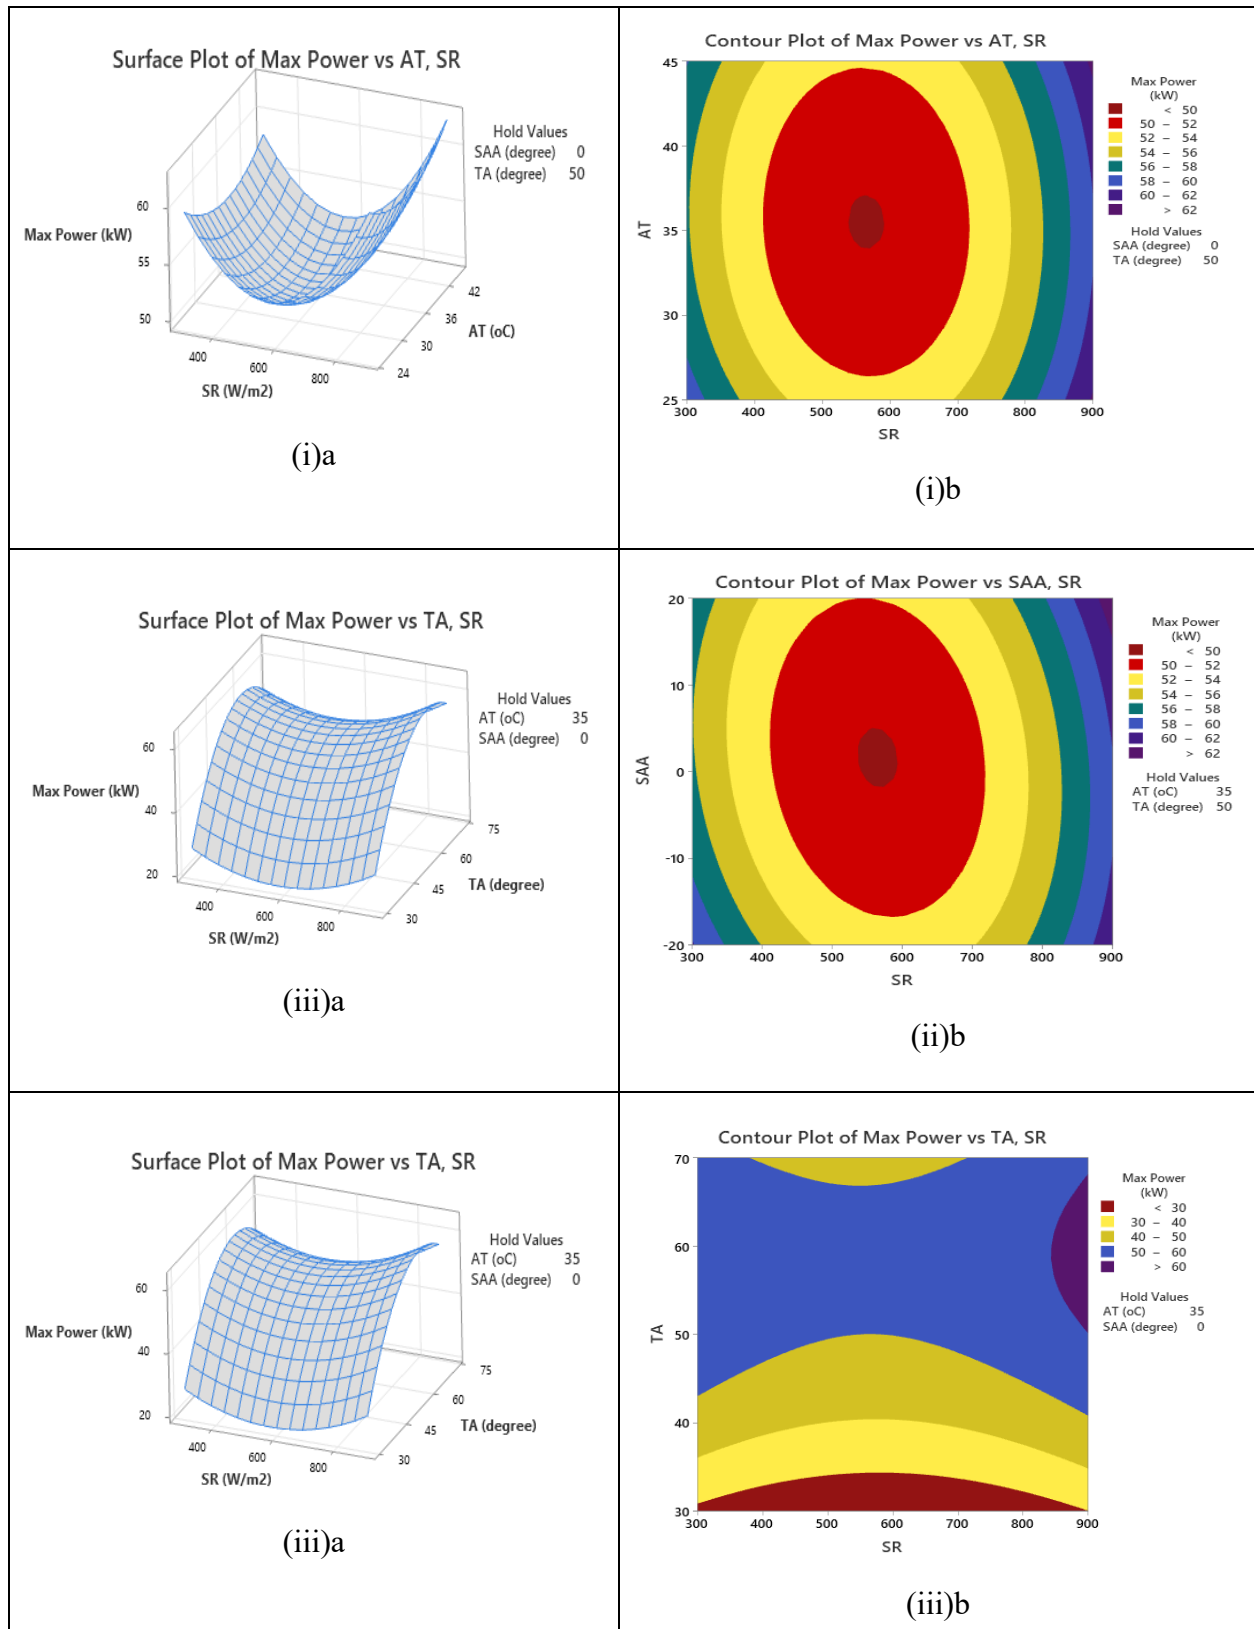 Surface Plot of Max Power vs AT, SR
Hold Values
SAA (degree) 0
TA (degree) 50
60
Max Power (kW)
55
50
42
36
AT (oC)
30
24
400
600
800
SR (W/m2)
(i)a
Contour Plot of Max Power vs AT, SR
45
40
AT
35
30
25
300 400 500 600 700 800 900
SR
Max Power
(kW)
< 50
50 – 52
52 – 54
54 – 56
56 – 58
58 – 60
60 – 62
> 62
Hold Values
SAA (degree) 0
TA (degree) 50
(i)b
Surface Plot of Max Power vs TA, SR
Hold Values
AT (oC) 35
SAA (degree) 0
60
Max Power (kW)
40
20
75
60
TA (degree)
45
30
400
600
800
SR (W/m2)
(iii)a
Contour Plot of Max Power vs SAA, SR
20
10
SAA
0
-10
-20
300 400 500 600 700 800 900
SR
Max Power
(kW)
< 50
50 – 52
52 – 54
54 – 56
56 – 58
58 – 60
60 – 62
> 62
Hold Values
AT (oC) 35
TA (degree) 50
(ii)b
Surface Plot of Max Power vs TA, SR
Hold Values
AT (oC) 35
SAA (degree) 0
60
Max Power (kW)
40
20
75
60
TA (degree)
45
30
400
600
800
SR (W/m2)
(iii)a
Contour Plot of Max Power vs TA, SR
70
60
TA
50
40
30
300 400 500 600 700 800 900
SR
Max Power
(kW)
< 30
30 – 40
40 – 50
50 – 60
> 60
Hold Values
AT (oC) 35
SAA (degree) 0
(iii)b